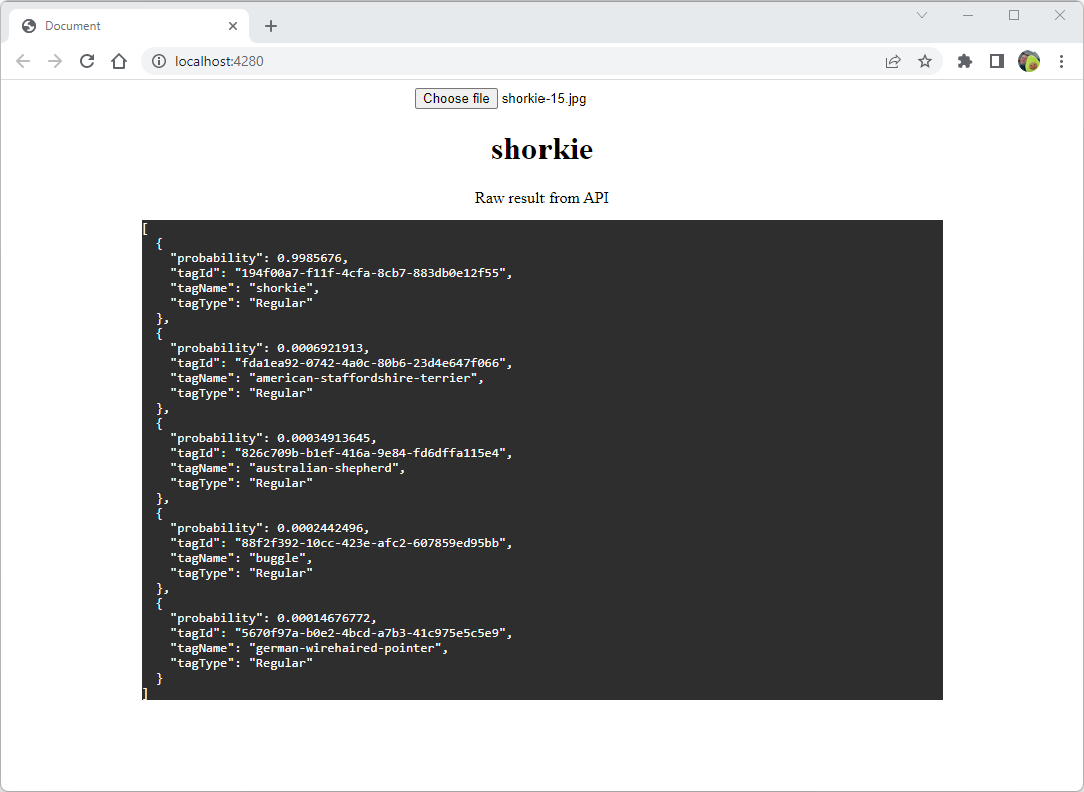 Document
localhost:4280
Choose file shorkie-15.jpg
shorkie
Raw result from API
[
  {
    "probability": 0.9985676,
    "tagId": "194f00a7-f11f-4cfa-8cb7-883db0e12f55",
    "tagName": "shorkie",
    "tagType": "Regular"
  },
  {
    "probability": 0.0006921913,
    "tagId": "fda1ea92-0742-4a0c-80b6-23d4e647f066",
    "tagName": "american-staffordshire-terrier",
    "tagType": "Regular"
  },
  {
    "probability": 0.00034913645,
    "tagId": "826c709b-b1ef-416a-9e84-fd6dffa115e4",
    "tagName": "australian-shepherd",
    "tagType": "Regular"
  },
  {
    "probability": 0.0002442496,
    "tagId": "88f2f392-10cc-423e-afc2-607859ed95bb",
    "tagName": "buggle",
    "tagType": "Regular"
  },
  {
    "probability": 0.00014676772,
    "tagId": "5670f97a-b0e2-4bcd-a7b3-41c975e5c5e9",
    "tagName": "german-wirehaired-pointer",
    "tagType": "Regular"
  }
]